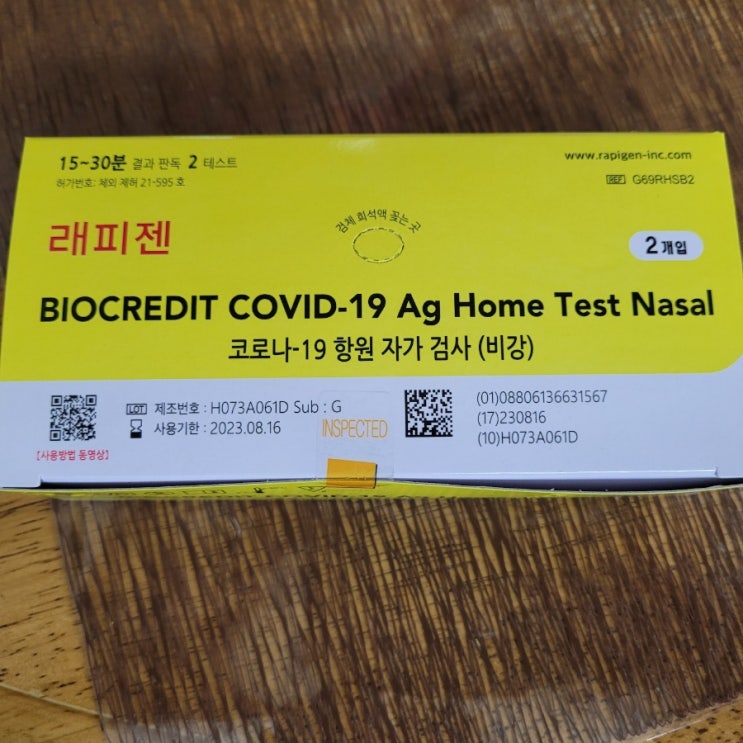 15~30분 결과 판독 2 테스트
허가번호: 체외 제허 21-595 호
www.rapigen-inc.com
REF G69RHSB2
검체 희석액 꽂는 곳
래피젠
2개입
BIOCREDIT COVID-19 Ag Home Test Nasal
코로나-19 항원 자가 검사 (비강)
LOT 제조번호 : H073A061D Sub : G
사용기한 : 2023.08.16
INSPECTED
(01)08806136631567
(17)230816
(10)H073A061D
[사용방법 동영상]